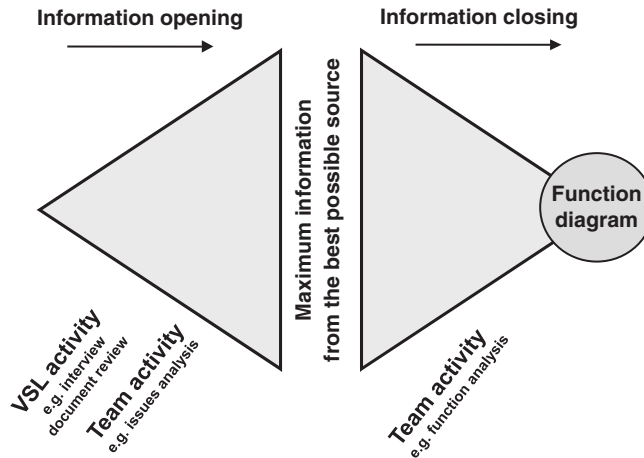 Information opening
Information closing
Maximum information
from the best possible source
Function
diagram
VSL activity
e.g. interview
document review
Team activity
e.g. issues analysis
Team activity
e.g. function analysis